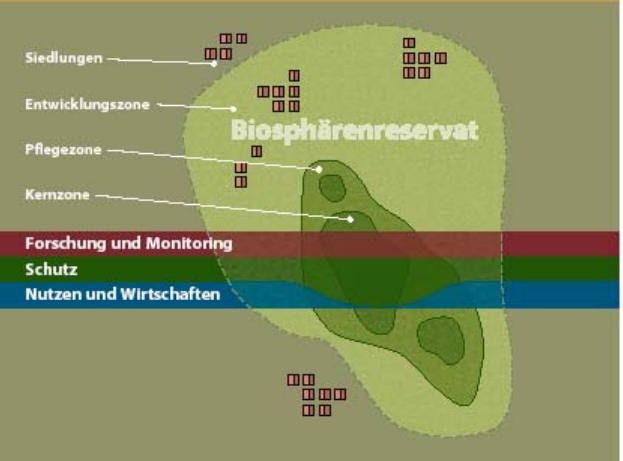 Siedlungen
Entwicklungszone
Biosphärenreservat
Pflegezone
Kernzone
Forschung und Monitoring
Schutz
Nutzen und Wirtschaften